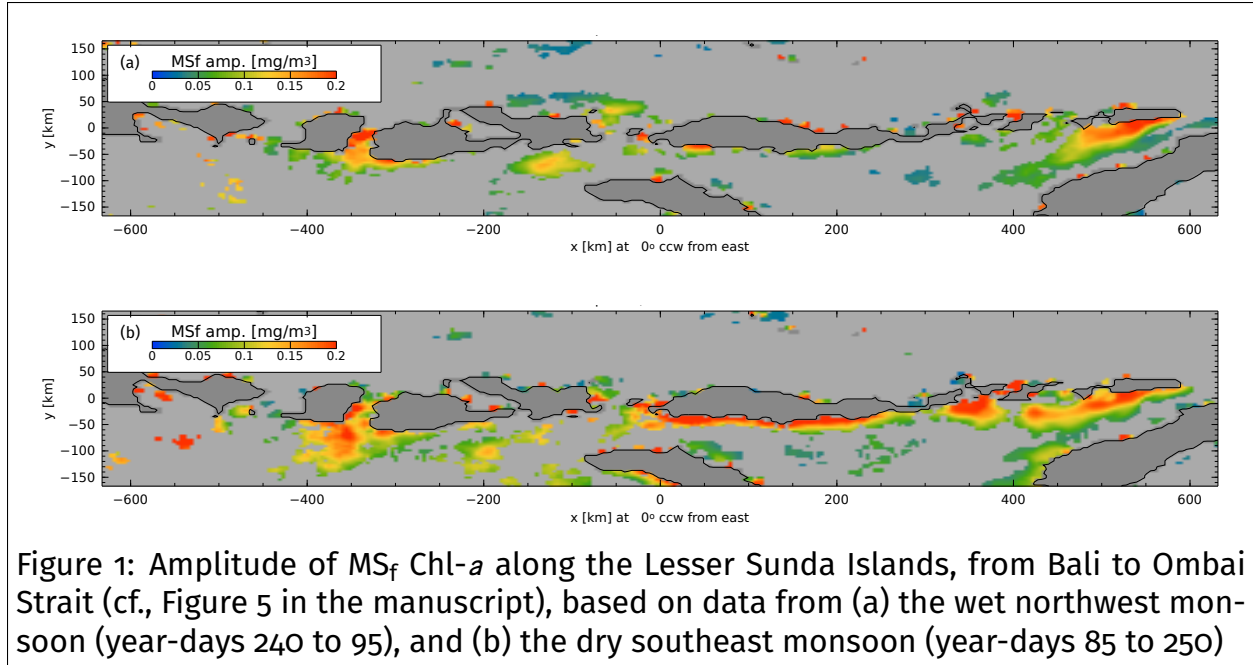 (a)
MSf amp. [mg/m3]
0 0.05 0.1 0.15 0.2
150
100
50
0
−50
−100
−150
y [km]
−600 −400 −200 0 200 400 600
x [km] at 0o ccw from east
(b)
MSf amp. [mg/m3]
0 0.05 0.1 0.15 0.2
150
100
50
0
−50
−100
−150
y [km]
−600 −400 −200 0 200 400 600
x [km] at 0o ccw from east
Figure 1: Amplitude of MSf Chl-a along the Lesser Sunda Islands, from Bali to Ombai
Strait (cf., Figure 5 in the manuscript), based on data from (a) the wet northwest mon-
soon (year-days 240 to 95), and (b) the dry southeast monsoon (year-days 85 to 250)